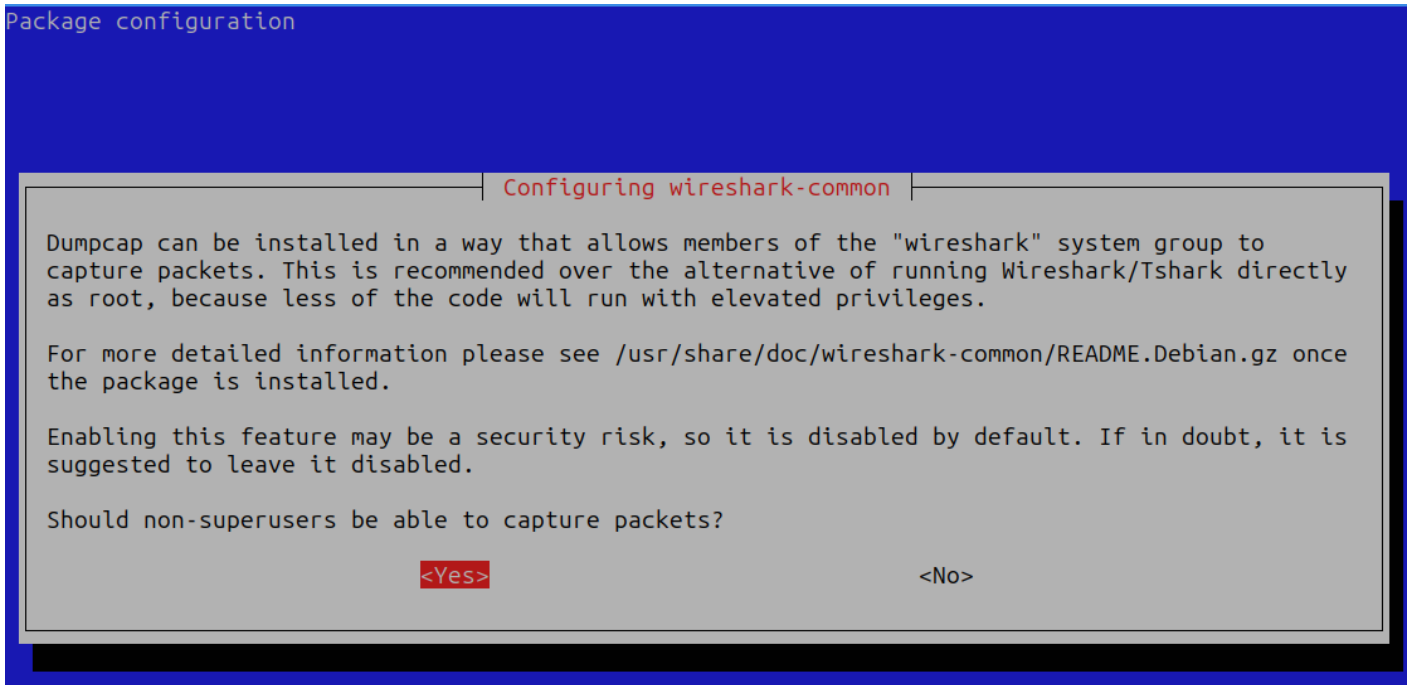 Package configuration
Configuring wireshark-common
Dumpcap can be installed in a way that allows members of the "wireshark" system group to
capture packets. This is recommended over the alternative of running Wireshark/Tshark directly
as root, because less of the code will run with elevated privileges.
For more detailed information please see /usr/share/doc/wireshark-common/README.Debian.gz once
the package is installed.
Enabling this feature may be a security risk, so it is disabled by default. If in doubt, it is
suggested to leave it disabled.
Should non-superusers be able to capture packets?
<Yes> <No>